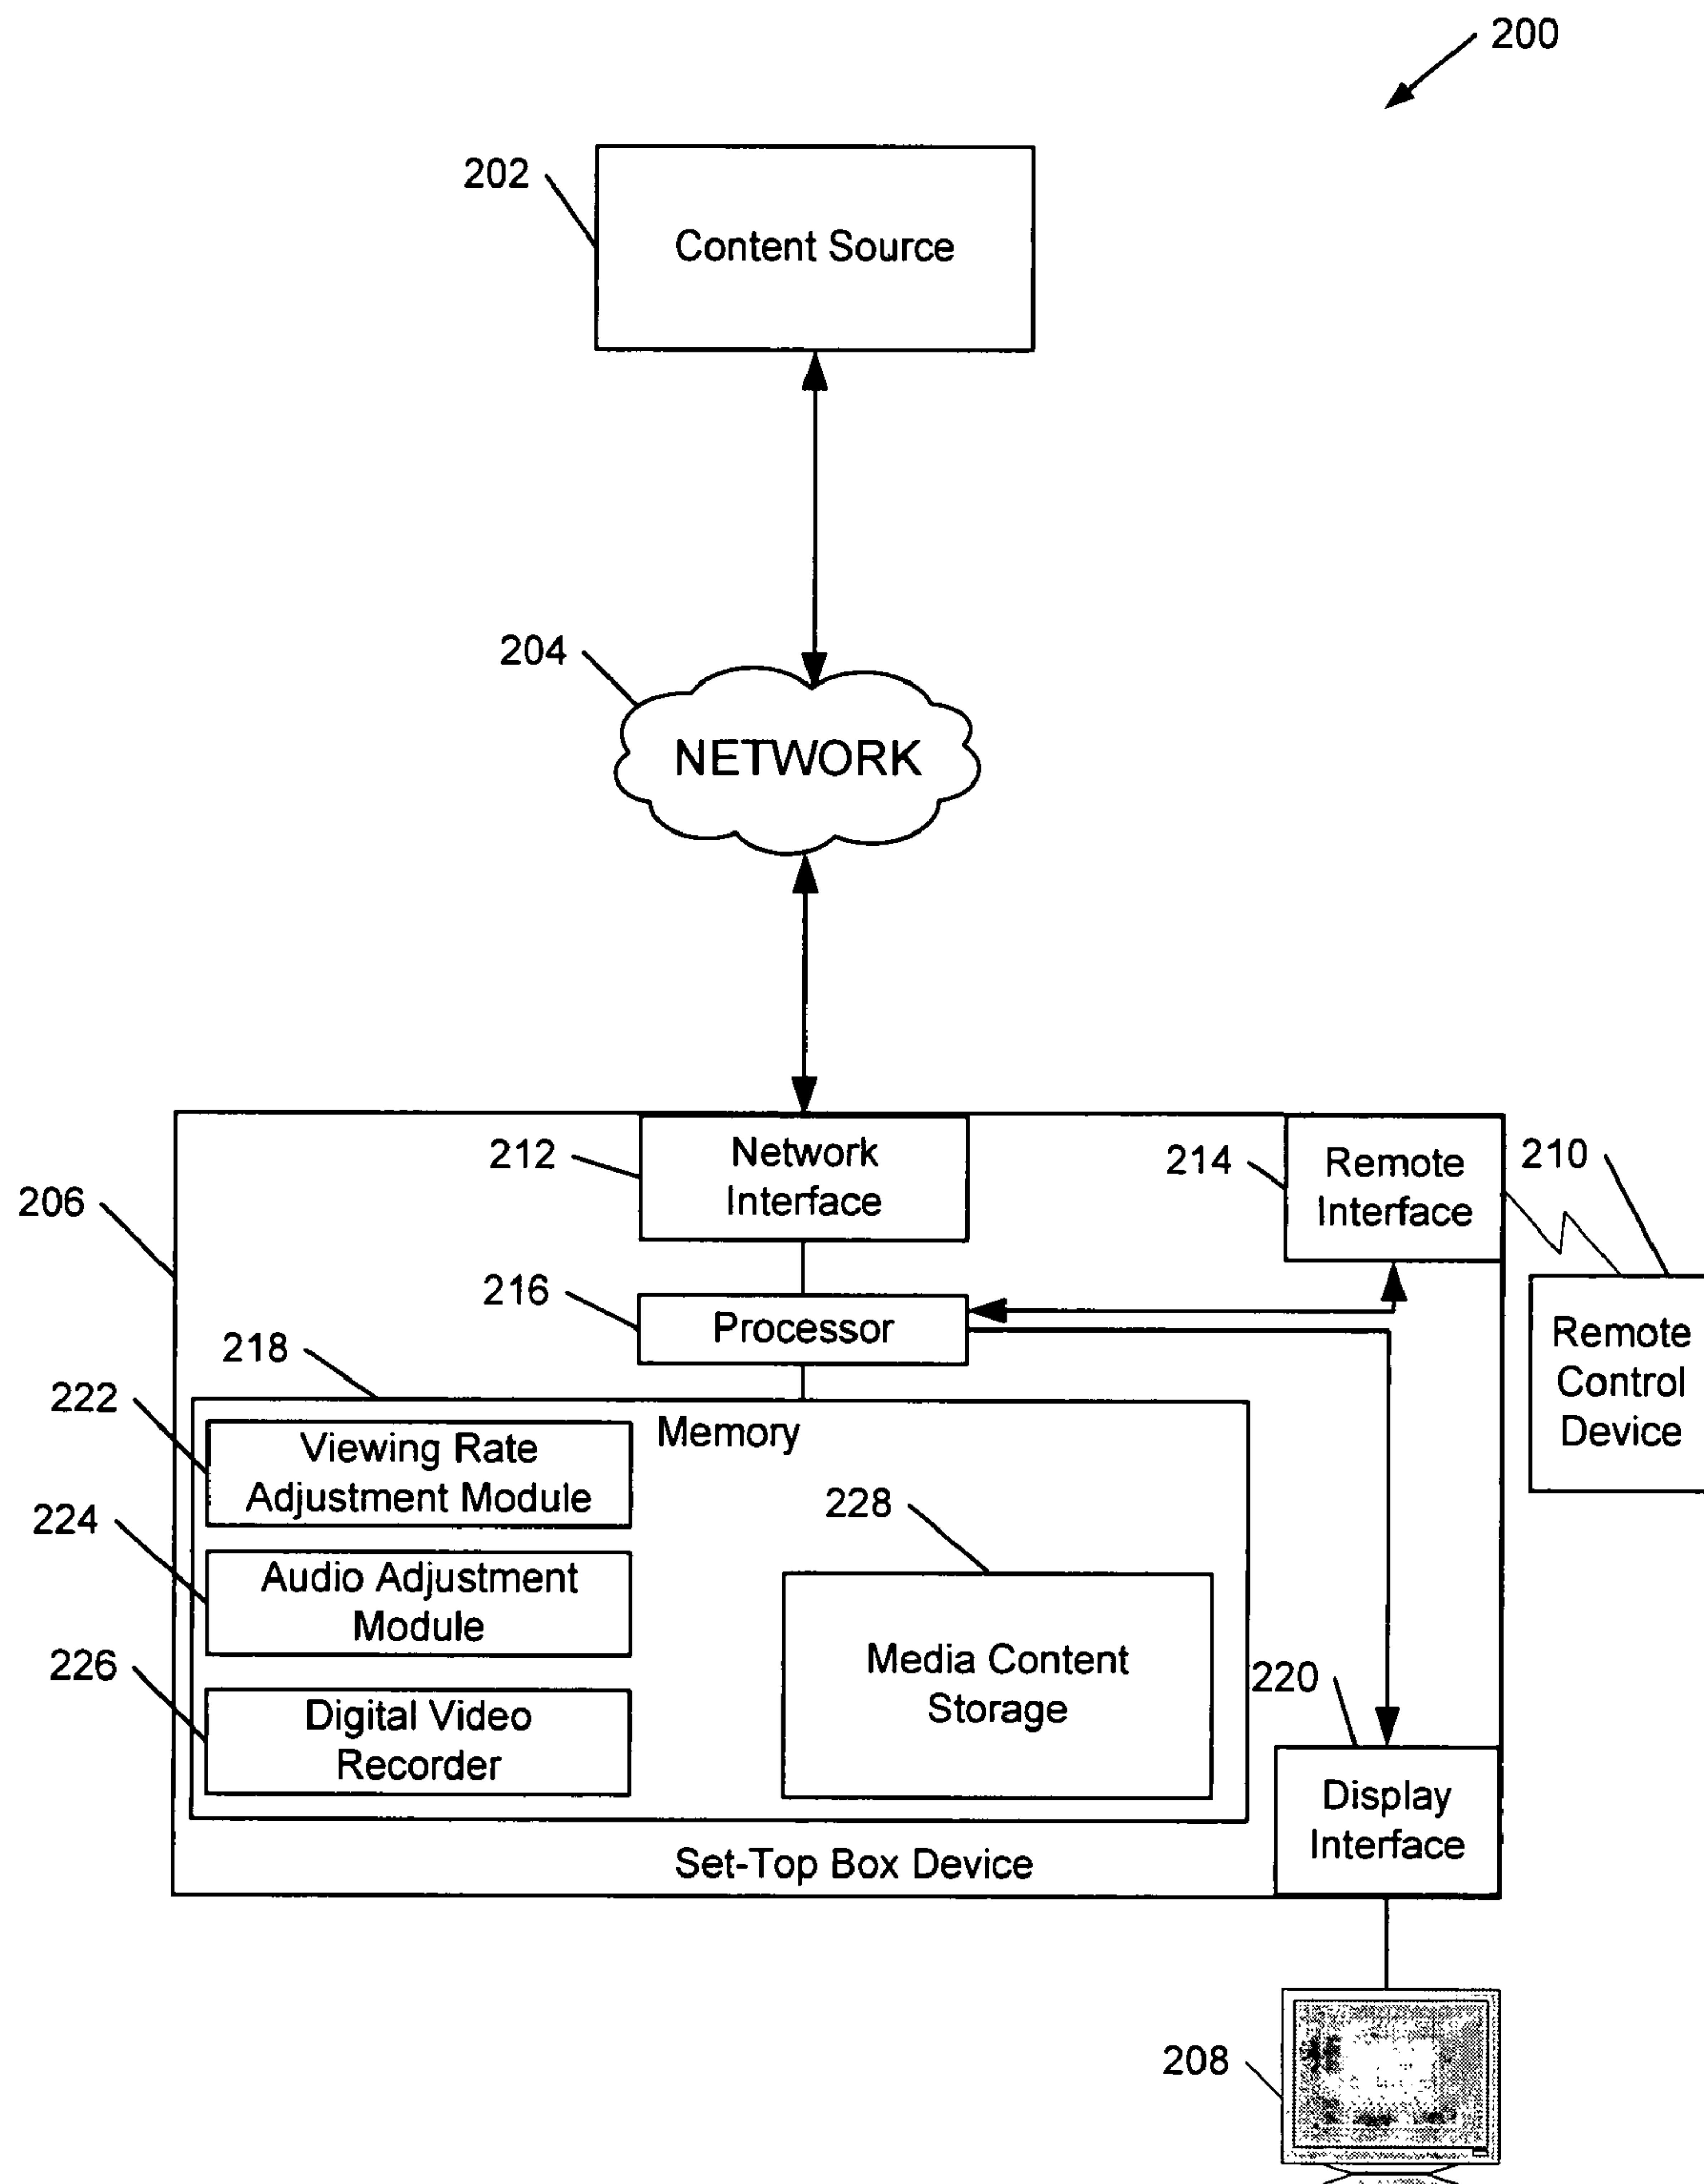 200
202
Content Source
204
NETWORK
206
212
Network
Interface
214
Remote
Interface
210
216
Processor
Remote
Control
Device
218
Memory
222
Viewing Rate
Adjustment Module
224
Audio Adjustment
Module
226
Digital Video
Recorder
228
Media Content
Storage
220
Display
Interface
Set-Top Box Device
208